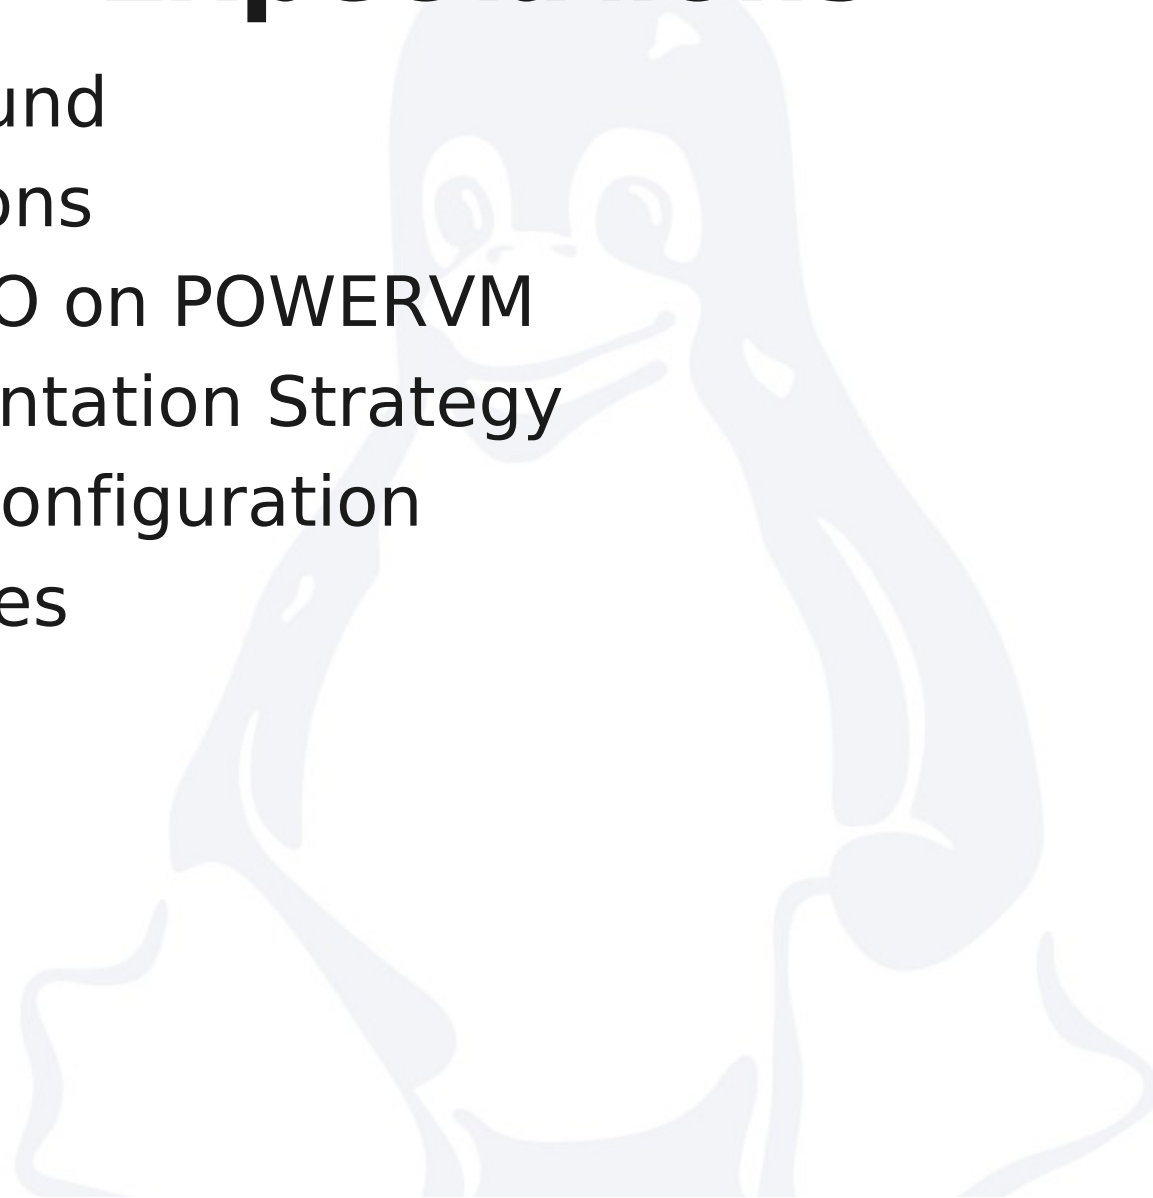 und
ons
O on POWERVM
ntation Strategy
onfiguration
es